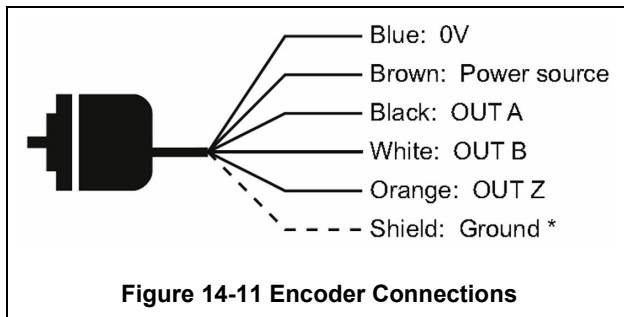 Blue: 0V
Brown: Power source
Black: OUT A
White: OUT B
Orange: OUT Z
Shield: Ground *
Figure 14-11 Encoder Connections